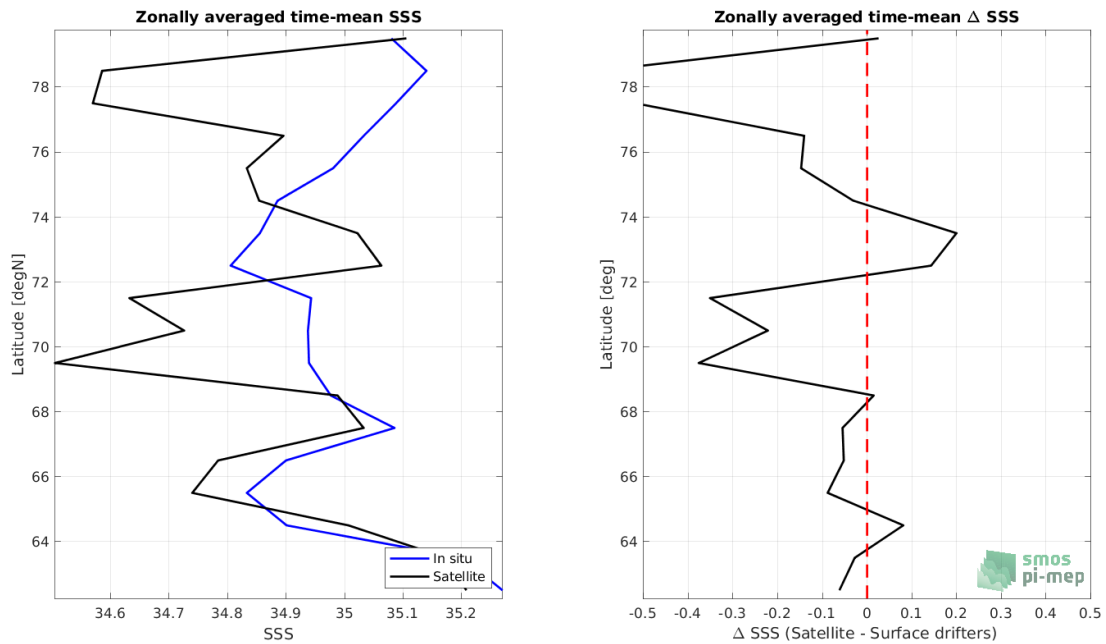 Zonally averaged time-mean SSS
78
76
74
72
70
68
66
64
Latitude [degN]
In situ
Satellite
34.6 34.7 34.8 34.9 35 35.1 35.2
SSS
Zonally averaged time-mean Δ SSS
78
76
74
72
70
68
66
64
Latitude [deg]
smos
pi-mep
-0.5 -0.4 -0.3 -0.2 -0.1 0 0.1 0.2 0.3 0.4 0.5
Δ SSS (Satellite - Surface drifters)